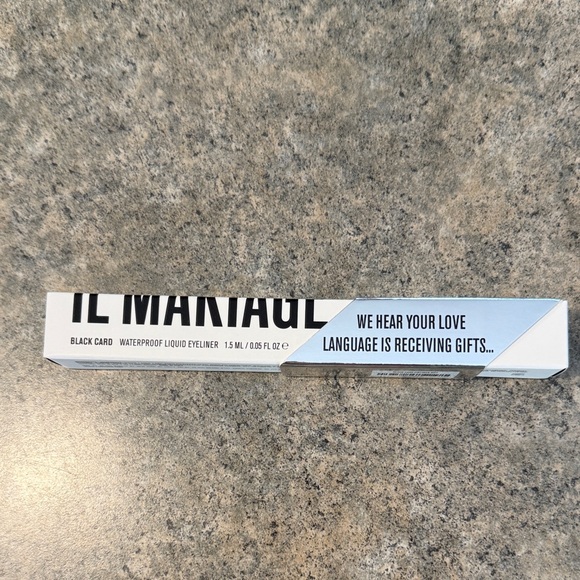 IL MAKIAGE
BLACK CARD WATERPROOF LIQUID EYELINER 1.5 ML / 0.05 FL OZ ℮
WE HEAR YOUR LOVE
LANGUAGE IS RECEIVING GIFTS...